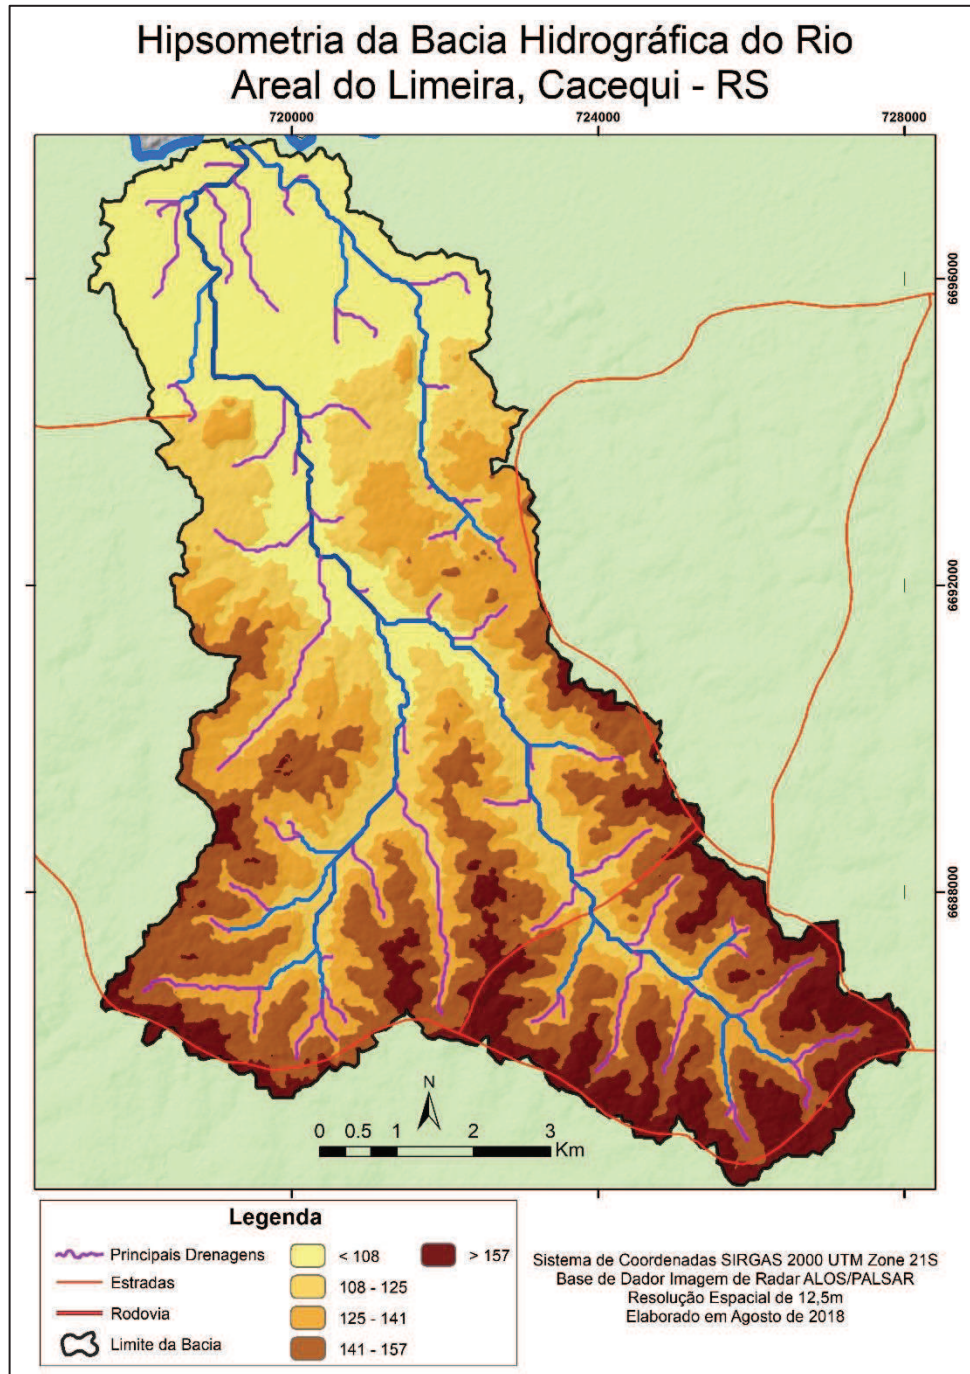 Hipsometria da Bacia Hidrográfica do Rio
Areal do Limeira, Cacequi - RS
720000
724000
728000
6696000
6692000
6688000
N
0 0.5 1 2 3
Km
Legenda
Principais Drenagens
Estradas
Rodovia
Limite da Bacia
< 108
108 - 125
125 - 141
141 - 157
> 157
Sistema de Coordenadas SIRGAS 2000 UTM Zone 21S
Base de Dador Imagem de Radar ALOS/PALSAR
Resolução Espacial de 12,5m
Elaborado em Agosto de 2018